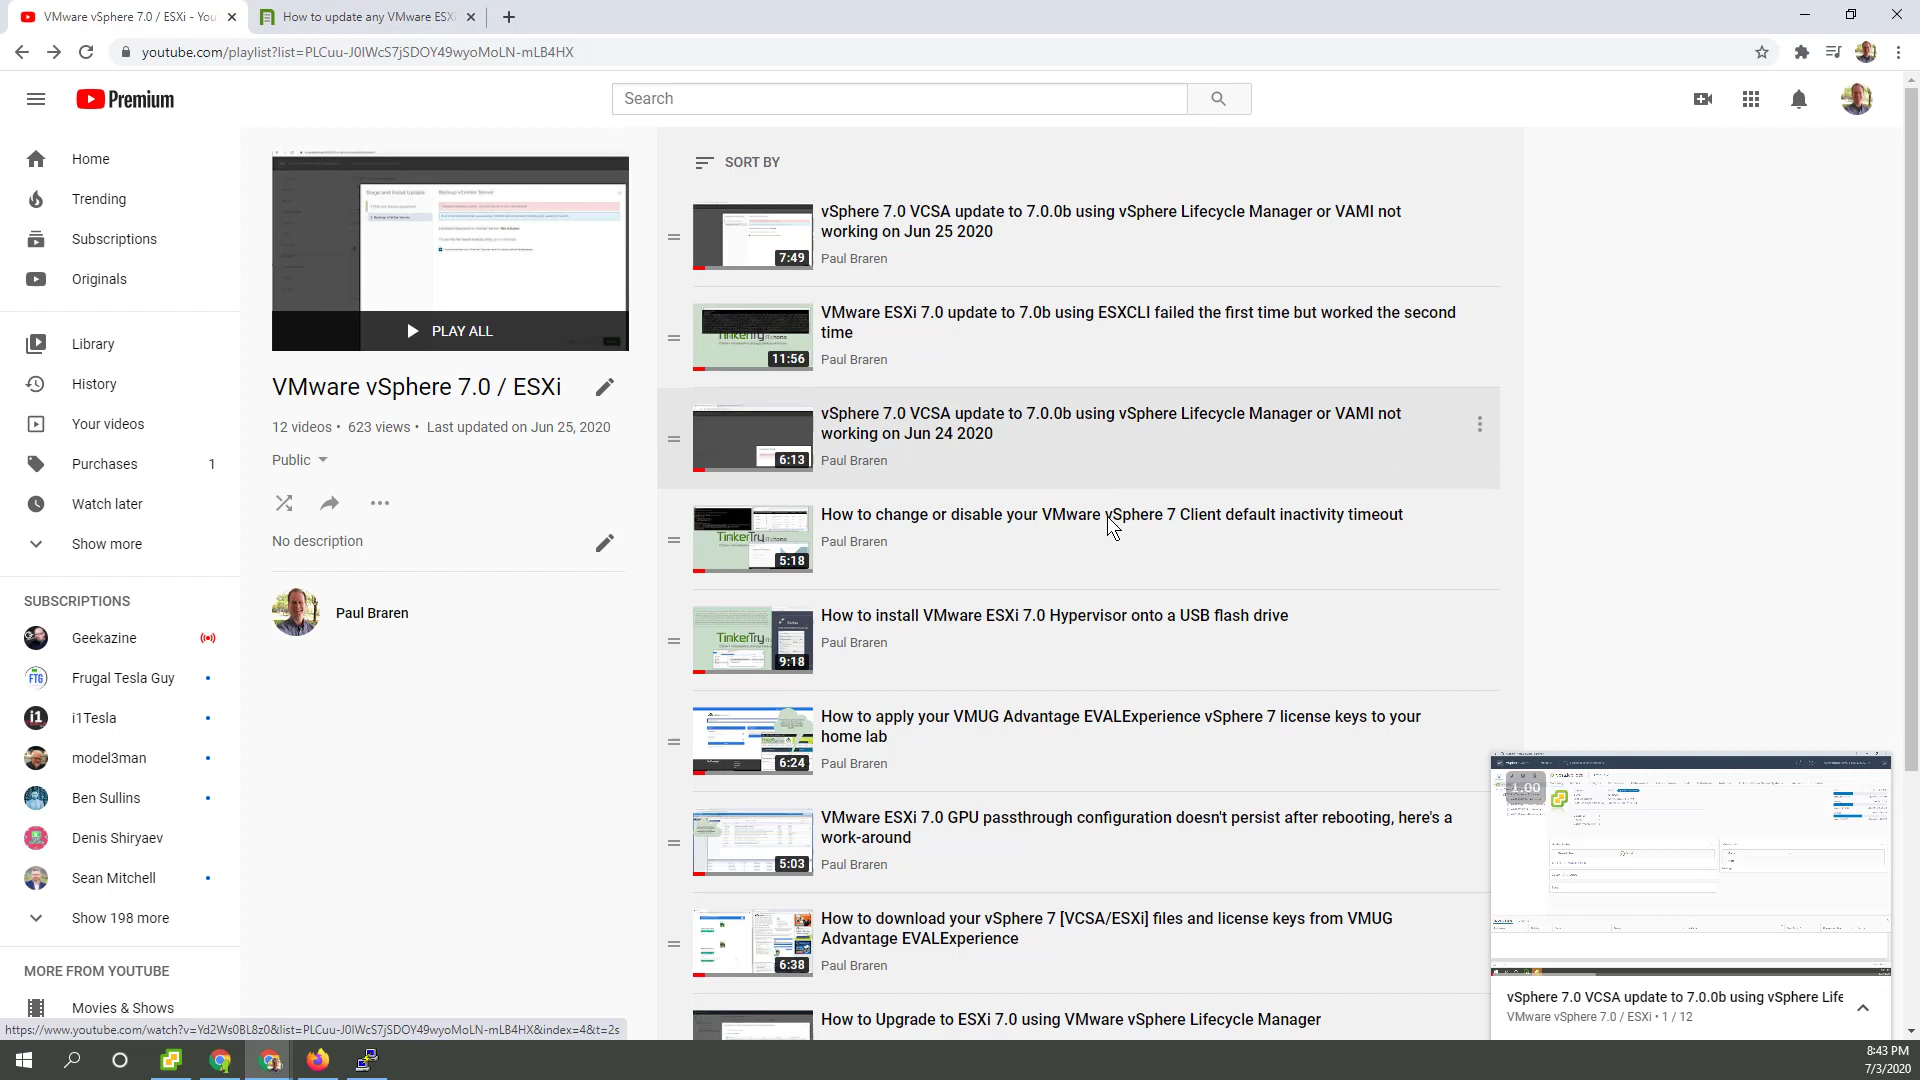 VMware vSphere 7.0 / ESXi - You
How to update any VMware ESXi
youtube.com/playlist?list=PLCuu-J0IWcS7jSDOY49wyoMoLN-mLB4HX
Premium
Search
Home
Trending
Subscriptions
Originals
Library
History
Your videos
Purchases 1
Watch later
Show more
SUBSCRIPTIONS
Geekazine
Frugal Tesla Guy
i1Tesla
model3man
Ben Sullins
Denis Shiryaev
Sean Mitchell
Show 198 more
MORE FROM YOUTUBE
Movies & Shows
PLAY ALL
VMware vSphere 7.0 / ESXi
12 videos • 623 views • Last updated on Jun 25, 2020
Public
No description
Paul Braren
SORT BY
vSphere 7.0 VCSA update to 7.0.0b using vSphere Lifecycle Manager or VAMI not
working on Jun 25 2020
7:49
Paul Braren
VMware ESXi 7.0 update to 7.0b using ESXCLI failed the first time but worked the second
time
11:56
Paul Braren
vSphere 7.0 VCSA update to 7.0.0b using vSphere Lifecycle Manager or VAMI not
working on Jun 24 2020
6:13
Paul Braren
How to change or disable your VMware vSphere 7 Client default inactivity timeout
TinkerTry
5:18
Paul Braren
How to install VMware ESXi 7.0 Hypervisor onto a USB flash drive
TinkerTry
9:18
Paul Braren
How to apply your VMUG Advantage EVALExperience vSphere 7 license keys to your
home lab
6:24
Paul Braren
VMware ESXi 7.0 GPU passthrough configuration doesn't persist after rebooting, here's a
work-around
5:03
Paul Braren
How to download your vSphere 7 [VCSA/ESXi] files and license keys from VMUG
Advantage EVALExperience
6:38
Paul Braren
How to Upgrade to ESXi 7.0 using VMware vSphere Lifecycle Manager
1.00
vSphere 7.0 VCSA update to 7.0.0b using vSphere Life
VMware vSphere 7.0 / ESXi • 1 / 12
https://www.youtube.com/watch?v=Yd2Ws0BL8z0&list=PLCuu-J0IWcS7jSDOY49wyoMoLN-mLB4HX&index=4&t=2s
8:43 PM
7/3/2020